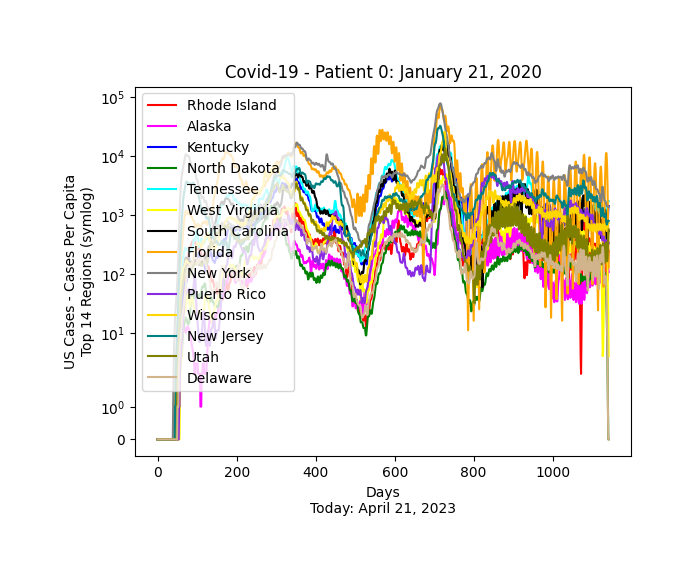 Covid-19 - Patient 0: January 21, 2020
US Cases - Cases Per Capita
Top 14 Regions (symlog)
10^5
10^4
10^3
10^2
10^1
10^0
0
Rhode Island
Alaska
Kentucky
North Dakota
Tennessee
West Virginia
South Carolina
Florida
New York
Puerto Rico
Wisconsin
New Jersey
Utah
Delaware
0 200 400 600 800 1000
Days
Today: April 21, 2023